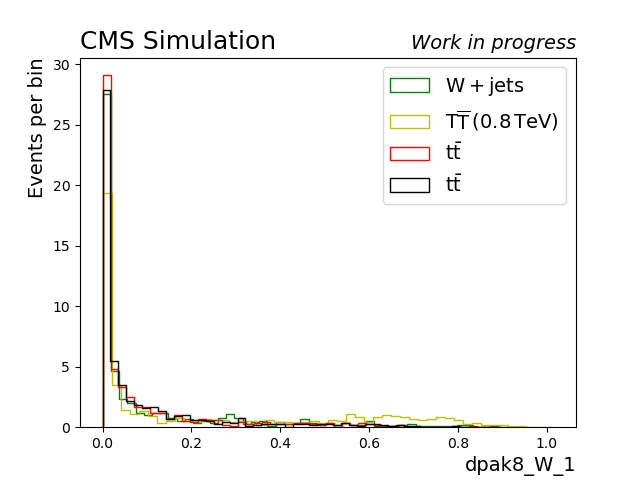 CMS Simulation Work in progress
Events per bin
30
25
20
15
10
5
0
W + jets
TT̅ (0.8 TeV)
tt̄
tt̄
0.0 0.2 0.4 0.6 0.8 1.0
dpak8_W_1